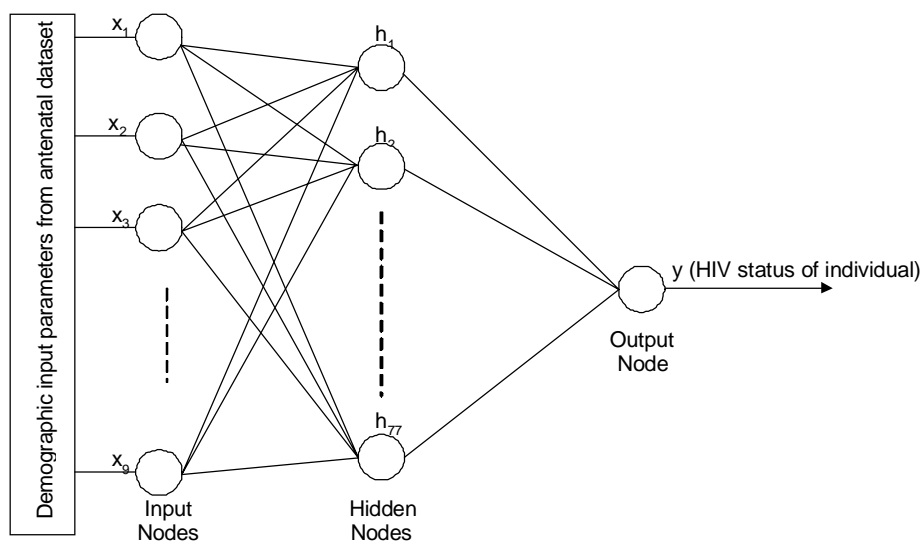 Demographic input parameters from antenatal dataset
x1
x2
x3
x9
Input
Nodes
h1
h2
h77
Hidden
Nodes
Output
Node
y (HIV status of individual)